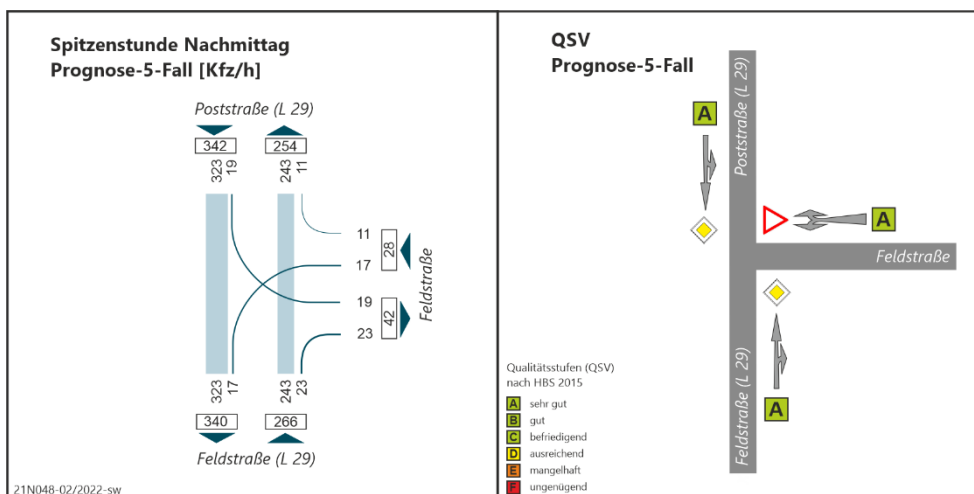 Spitzenstunde Nachmittag
Prognose-5-Fall [Kfz/h]
Poststraße (L 29)
342
254
323
19
243
11
11
28
17
Feldstraße
19
42
23
323
17
243
23
340
266
Feldstraße (L 29)
21N048-02/2022-sw
QSV
Prognose-5-Fall
Poststraße (L 29)
A
A
Feldstraße
Feldstraße (L 29)
A
Qualitätsstufen (QSV)
nach HBS 2015
A sehr gut
B gut
C befriedigend
D ausreichend
E mangelhaft
F ungenügend